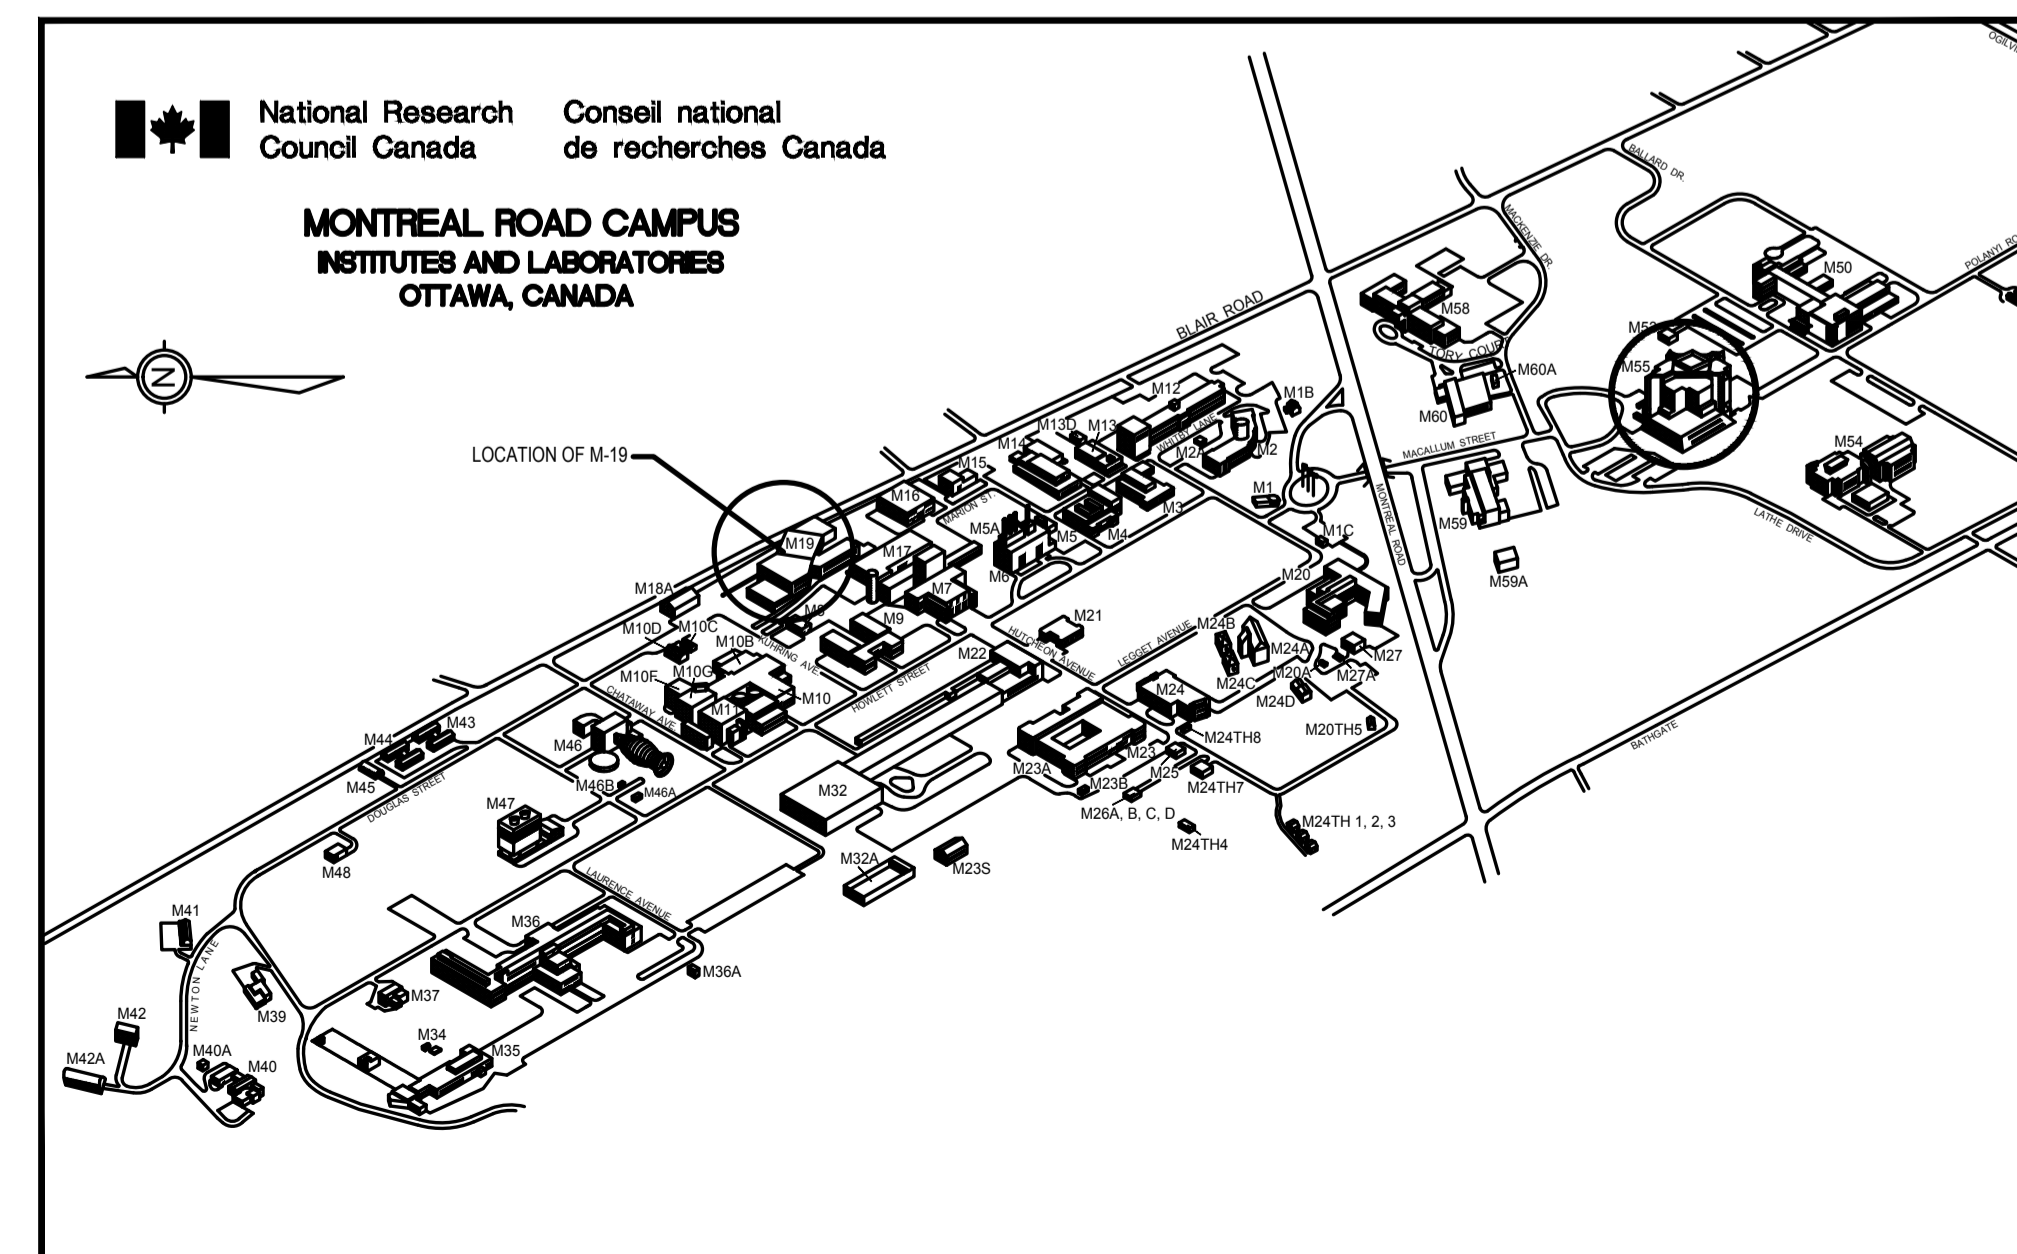 National Research
Council Canada
Conseil national
de recherches Canada
MONTREAL ROAD CAMPUS
INSTITUTES AND LABORATORIES
OTTAWA, CANADA
N
LOCATION OF M-19
BALLARD DR.
MACKENZIE DR.
M50
M58
BLAIR ROAD
M55
M60A
M60
MACALLUM STREET
M12
M1B
M13D
M13
WHITBY LANE
M14
M2A
M2
M54
M15
M16
MARION ST.
M1
M3
M59
MONTREAL ROAD
LATHE DRIVE
M5A
M5
M4
M1C
M19
M17
M6
M20
M59A
M18A
M7
M8
M9
M21
M10D
M10C
M10B
KUHRING AVE.
HUTCHEON AVENUE
LEGGET AVENUE
M24B
M24A
M27
M22
M10F
M10G
M10
HOWLETT STREET
M24
M24C
M20A
M27A
M24D
CHATAWAY AVE.
M11
M43
M44
M46
M23
M24TH8
M20TH5
BATHGATE
M45
DOUGLAS STREET
M46B
M46A
M32
M23A
M25
M23B
M24TH7
M47
M26A, B, C, D
M24TH 1, 2, 3
M24TH4
M48
M32A
M23S
LAURENCE AVENUE
M41
M36
M36A
NEWTON LANE
M37
M39
M42
M34
M35
M42A
M40A
M40